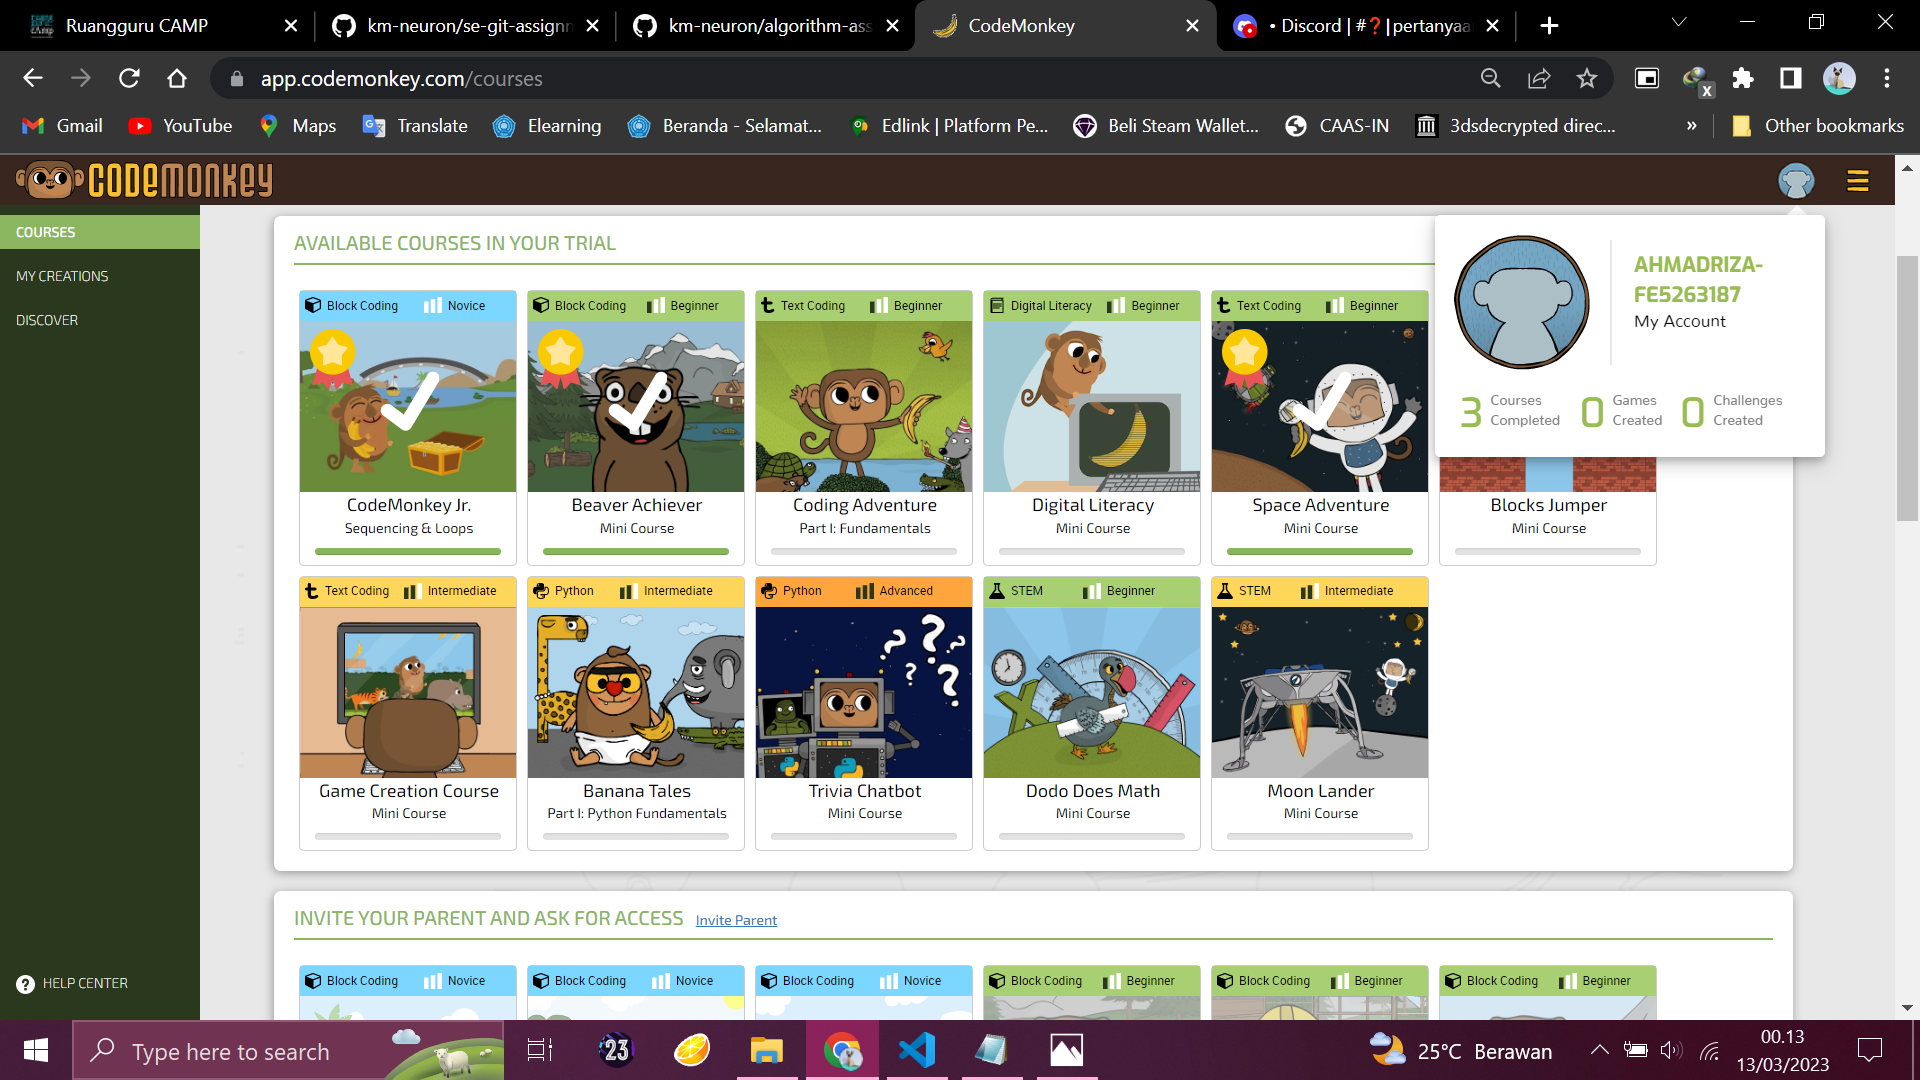 Ruangguru CAMP
km-neuron/se-git-assignn
km-neuron/algorithm-ass
CodeMonkey
• Discord | #❓|pertanyaa
app.codemonkey.com/courses
Gmail
YouTube
Maps
Translate
Elearning
Beranda - Selamat...
Edlink | Platform Pe...
Beli Steam Wallet...
CAAS-IN
3dsdecrypted direc...
»
Other bookmarks
CODEMONKEY
COURSES
MY CREATIONS
DISCOVER
HELP CENTER
AVAILABLE COURSES IN YOUR TRIAL
AHMADRIZA-
FE5263187
My Account
3 Courses Completed
0 Games Created
0 Challenges Created
Block Coding Novice
Block Coding Beginner
Text Coding Beginner
Digital Literacy Beginner
Text Coding Beginner
CodeMonkey Jr.
Sequencing & Loops
Beaver Achiever
Mini Course
Coding Adventure
Part I: Fundamentals
Digital Literacy
Mini Course
Space Adventure
Mini Course
Blocks Jumper
Mini Course
Text Coding Intermediate
Python Intermediate
Python Advanced
STEM Beginner
STEM Intermediate
Game Creation Course
Mini Course
Banana Tales
Part I: Python Fundamentals
Trivia Chatbot
Mini Course
Dodo Does Math
Mini Course
Moon Lander
Mini Course
INVITE YOUR PARENT AND ASK FOR ACCESS Invite Parent
Block Coding Novice
Block Coding Novice
Block Coding Novice
Block Coding Beginner
Block Coding Beginner
Block Coding Beginner
Type here to search
23
25°C Berawan
00.13
13/03/2023